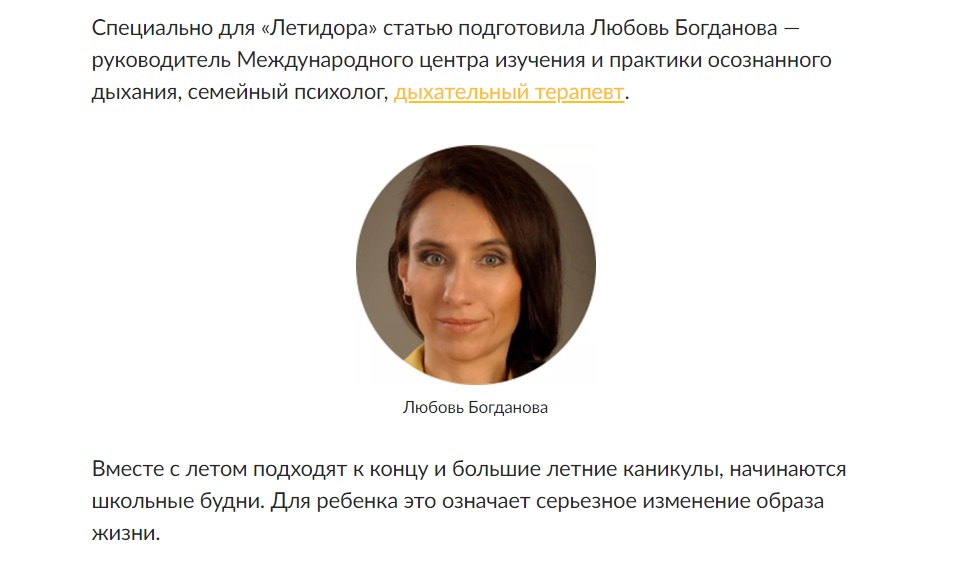 Специально для «Летидора» статью подготовила Любовь Богданова —
руководитель Международного центра изучения и практики осознанного
дыхания, семейный психолог, дыхательный терапевт.
Любовь Богданова
Вместе с летом подходят к концу и большие летние каникулы, начинаются
школьные будни. Для ребенка это означает серьезное изменение образа
жизни.